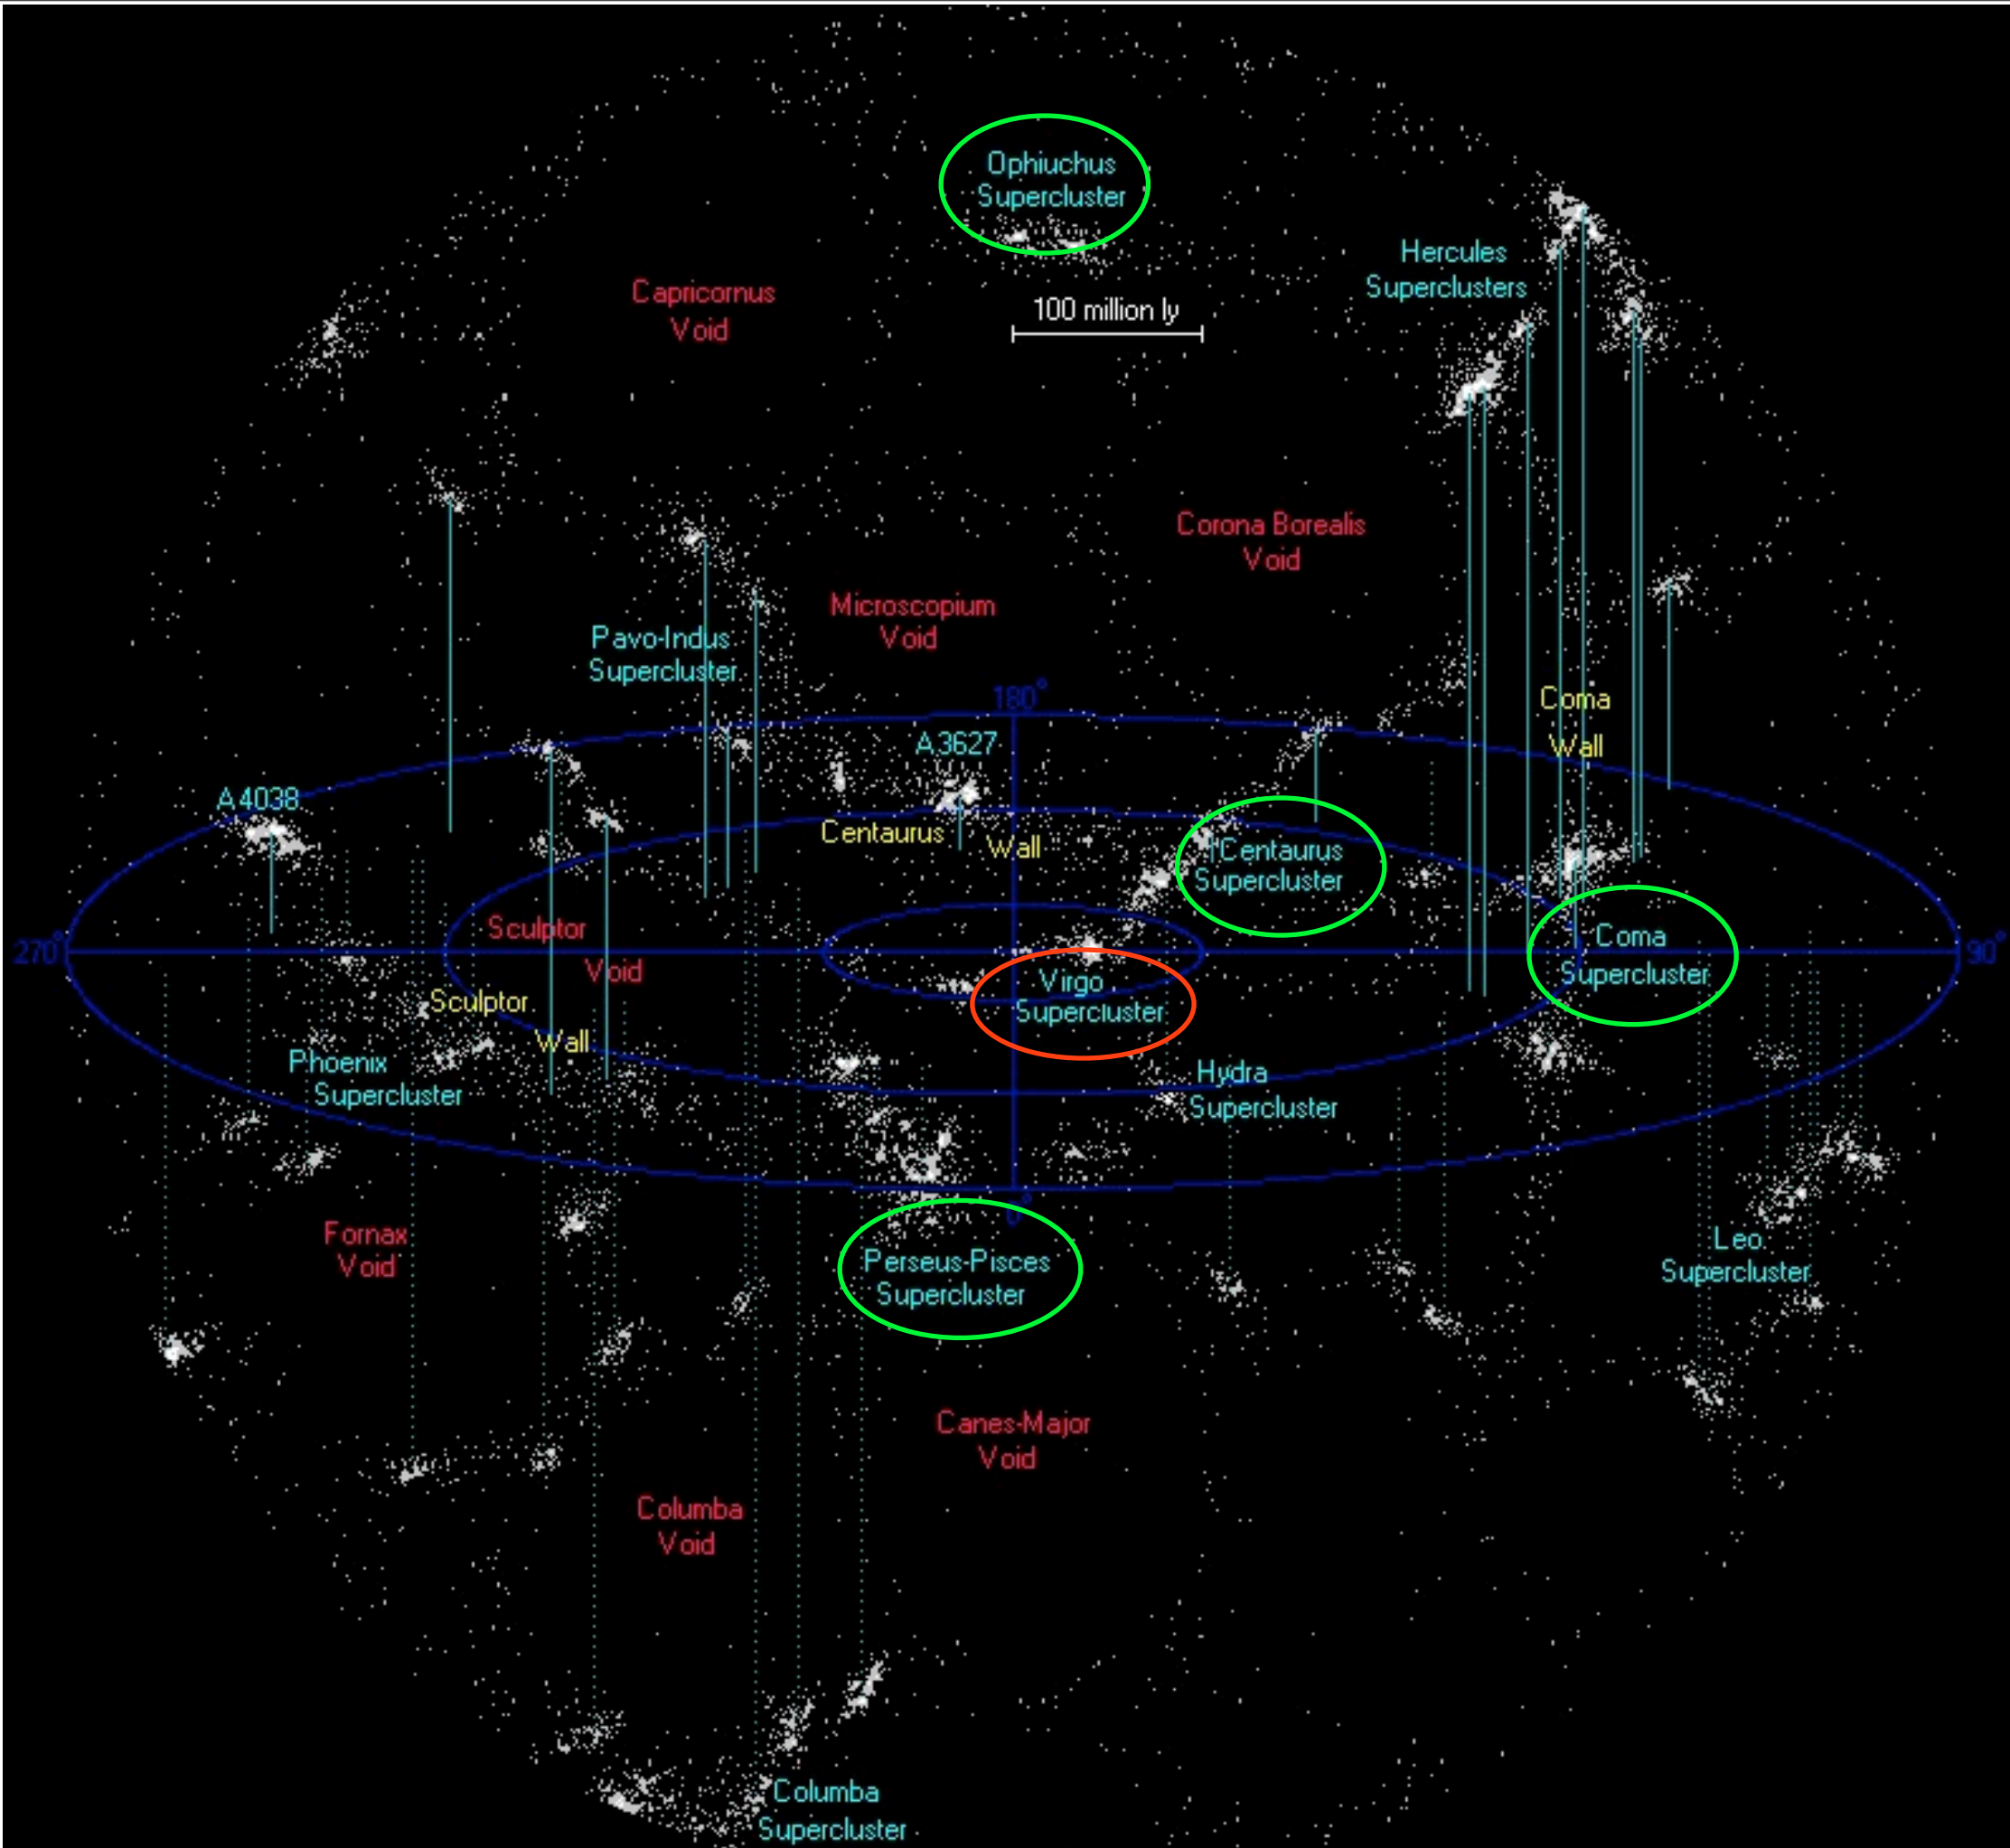 Ophiuchus
Supercluster
Hercules
Superclusters
Capricornus
Void
100 million ly
Corona Borealis
Void
Microscopium
Void
Pavo-Indus
Supercluster
180°
Coma
Wall
A3627
A4038
Centaurus
Wall
Centaurus
Supercluster
Sculptor
Void
270°
90°
Coma
Supercluster
Virgo
Supercluster
Sculptor
Wall
Phoenix
Supercluster
Hydra
Supercluster
0°
Fornax
Void
Perseus-Pisces
Supercluster
Leo
Supercluster
Canes-Major
Void
Columba
Void
Columba
Supercluster